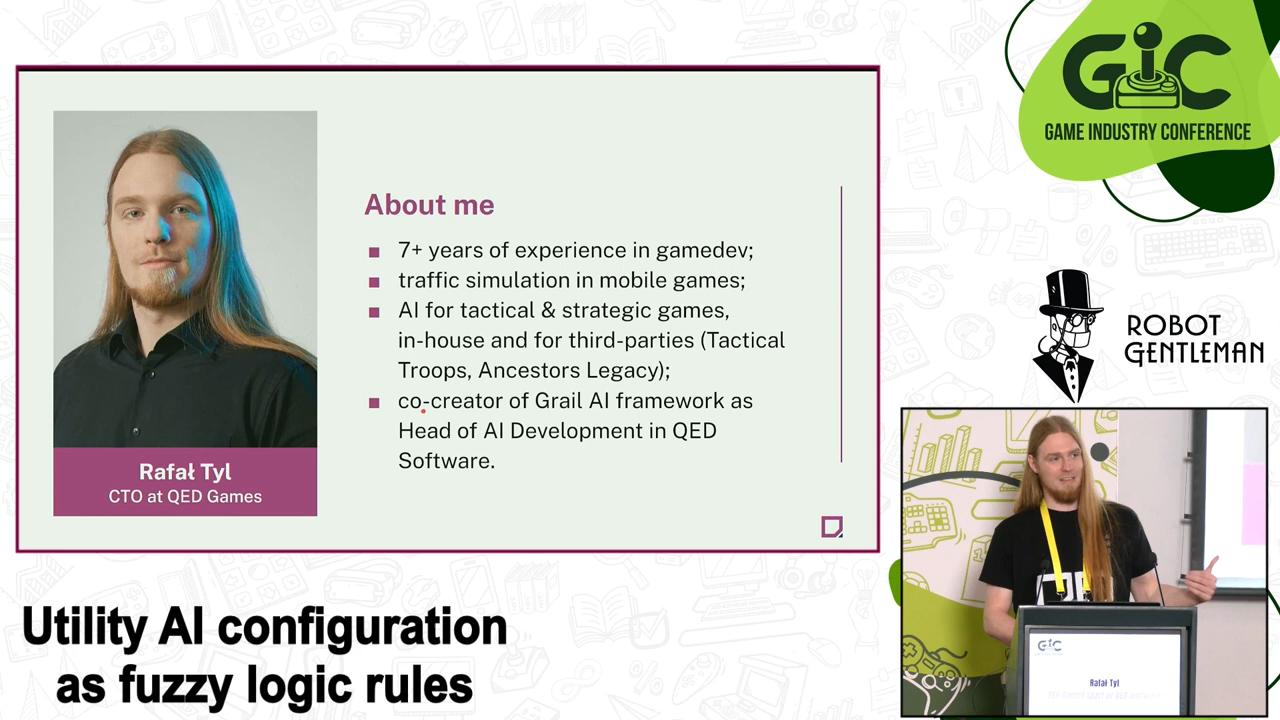 About me
7+ years of experience in gamedev;
traffic simulation in mobile games;
AI for tactical & strategic games,
in-house and for third-parties (Tactical
Troops, Ancestors Legacy);
co-creator of Grail AI framework as
Head of AI Development in QED
Software.
Rafał Tyl
CTO at QED Games
Utility AI configuration
as fuzzy logic rules
GIC
GAME INDUSTRY CONFERENCE
ROBOT
GENTLEMAN
GIC
Rafał Tyl